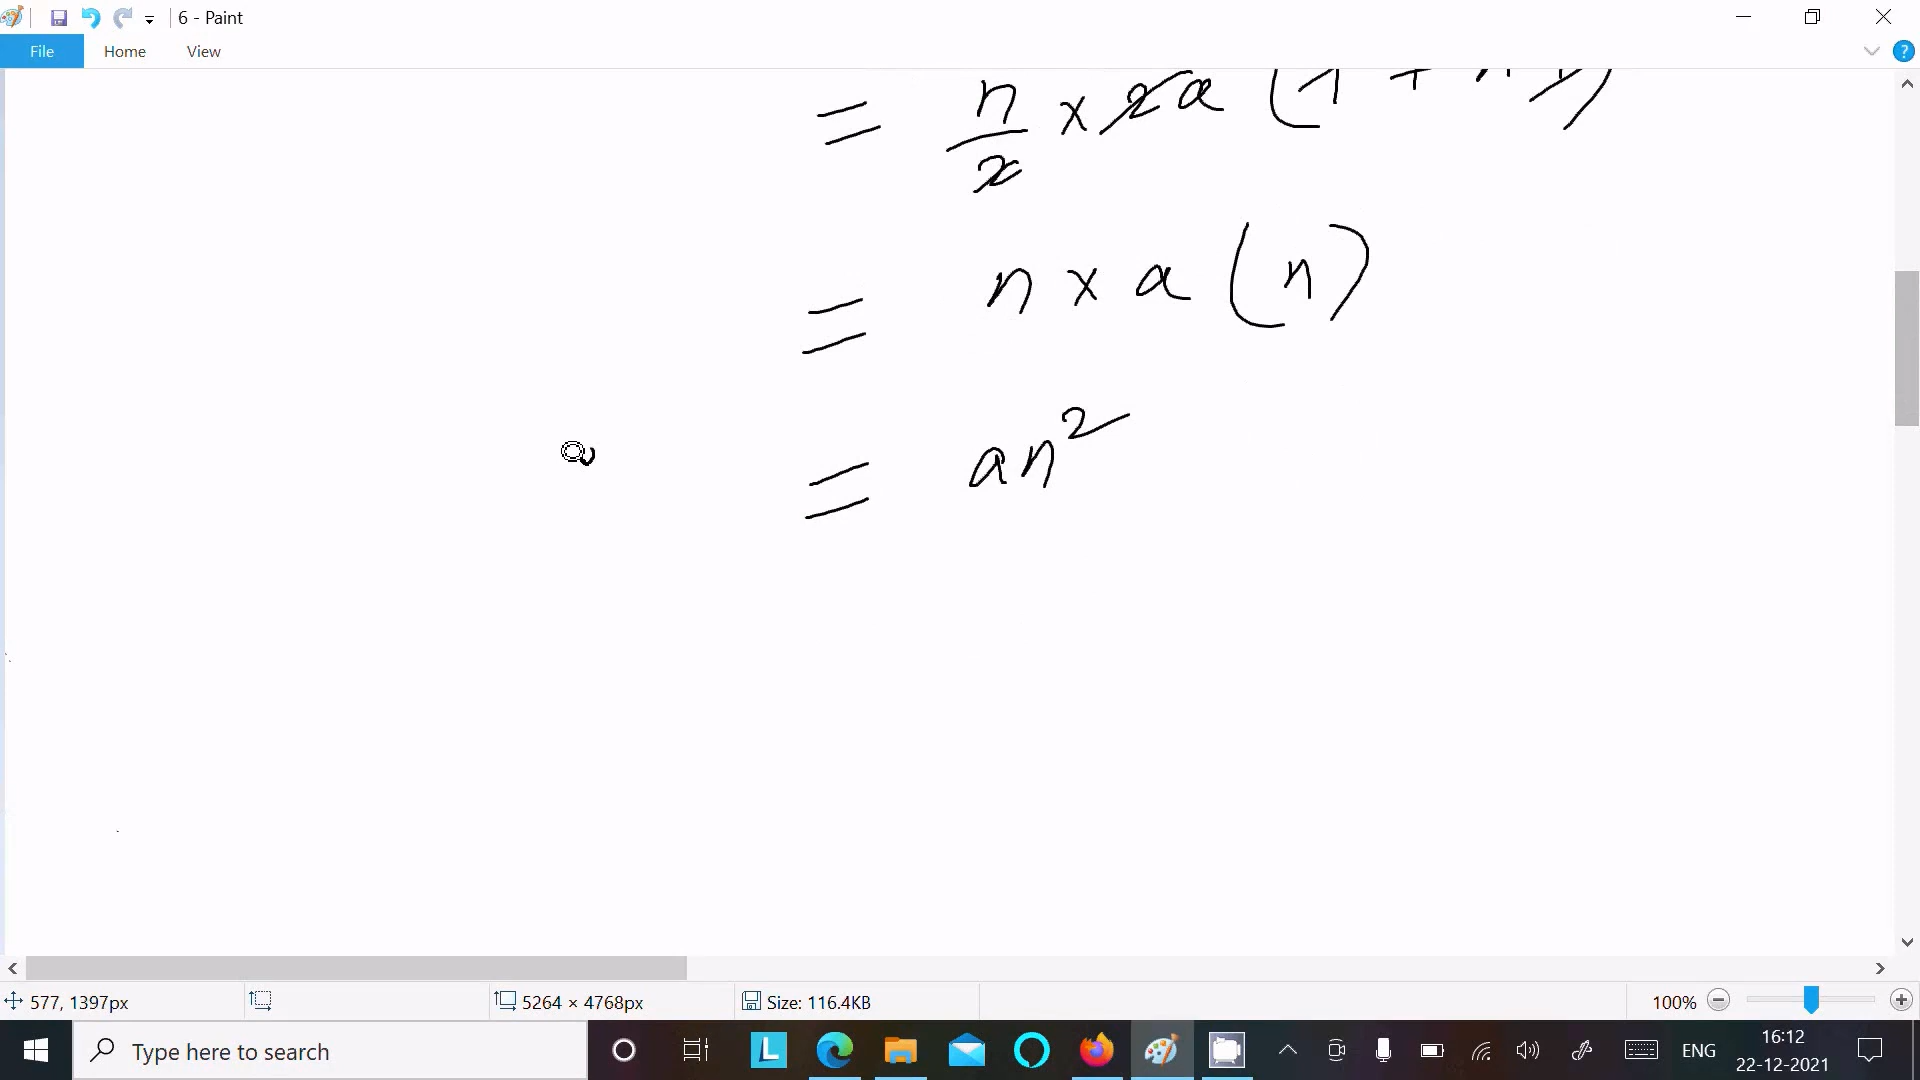 6 - Paint
File Home View
= n/2 × 2a (1 + n-1)
= n × a (n)
= an²
577, 1397px 5264 × 4768px Size: 116.4KB 100%
Type here to search L ENG 16:12
22-12-2021